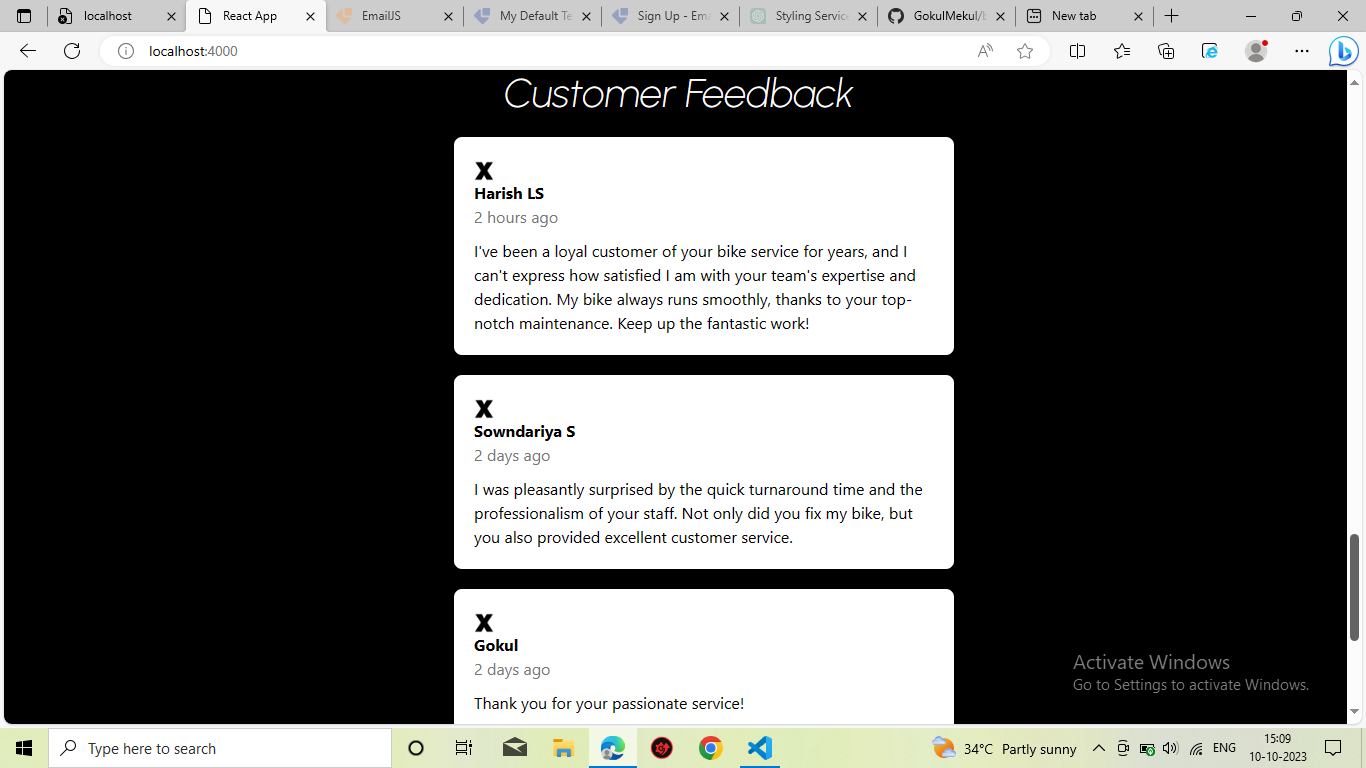 localhost
React App
EmailJS
My Default Te
Sign Up - Ema
Styling Service
GokulMekul/b
New tab
localhost:4000
Customer Feedback
X
Harish LS
2 hours ago
I've been a loyal customer of your bike service for years, and I
can't express how satisfied I am with your team's expertise and
dedication. My bike always runs smoothly, thanks to your top-
notch maintenance. Keep up the fantastic work!
X
Sowndariya S
2 days ago
I was pleasantly surprised by the quick turnaround time and the
professionalism of your staff. Not only did you fix my bike, but
you also provided excellent customer service.
X
Gokul
2 days ago
Thank you for your passionate service!
Activate Windows
Go to Settings to activate Windows.
Type here to search
34°C Partly sunny
ENG
15:09
10-10-2023